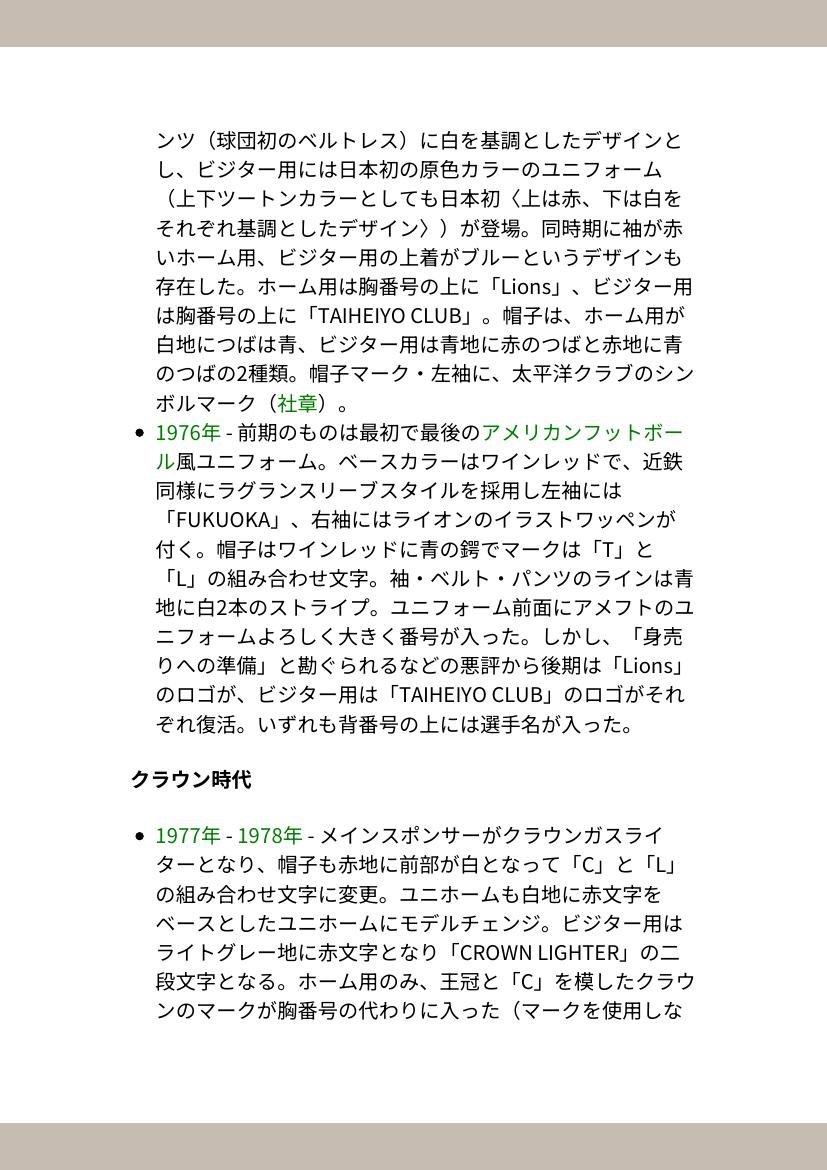 ンツ（球団初のベルトレス）に白を基調としたデザインと
し、ビジター用には日本初の原色カラーのユニフォーム
（上下ツートンカラーとしても日本初〈上は赤、下は白を
それぞれ基調としたデザイン〉）が登場。同時期に袖が赤
いホーム用、ビジター用の上着がブルーというデザインも
存在した。ホーム用は胸番号の上に「Lions」、ビジター用
は胸番号の上に「TAIHEIYO CLUB」。帽子は、ホーム用が
白地につばは青、ビジター用は青地に赤のつばと赤地に青
のつばの2種類。帽子マーク・左袖に、太平洋クラブのシン
ボルマーク（社章）。
• 1976年 - 前期のものは最初で最後のアメリカンフットボー
ル風ユニフォーム。ベースカラーはワインレッドで、近鉄
同様にラグランスリーブスタイルを採用し左袖には
「FUKUOKA」、右袖にはライオンのイラストワッペンが
付く。帽子はワインレッドに青の鍔でマークは「T」と
「L」の組み合わせ文字。袖・ベルト・パンツのラインは青
地に白2本のストライプ。ユニフォーム前面にアメフトのユ
ニフォームよろしく大きく番号が入った。しかし、「身売
りへの準備」と勘ぐられるなどの悪評から後期は「Lions」
のロゴが、ビジター用は「TAIHEIYO CLUB」のロゴがそれ
ぞれ復活。いずれも背番号の上には選手名が入った。
クラウン時代
• 1977年 - 1978年 - メインスポンサーがクラウンガスライ
ターとなり、帽子も赤地に前部が白となって「C」と「L」
の組み合わせ文字に変更。ユニホームも白地に赤文字を
ベースとしたユニホームにモデルチェンジ。ビジター用は
ライトグレー地に赤文字となり「CROWN LIGHTER」の二
段文字となる。ホーム用のみ、王冠と「C」を模したクラウ
ンのマークが胸番号の代わりに入った（マークを使用しな